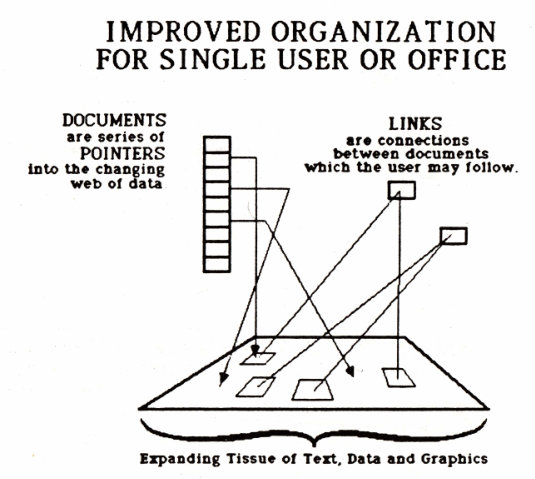 IMPROVED ORGANIZATION
FOR SINGLE USER OR OFFICE
DOCUMENTS
are series of
POINTERS
into the changing
web of data
LINKS
are connections
between documents
which the user may follow.
Expanding Tissue of Text, Data and Graphics